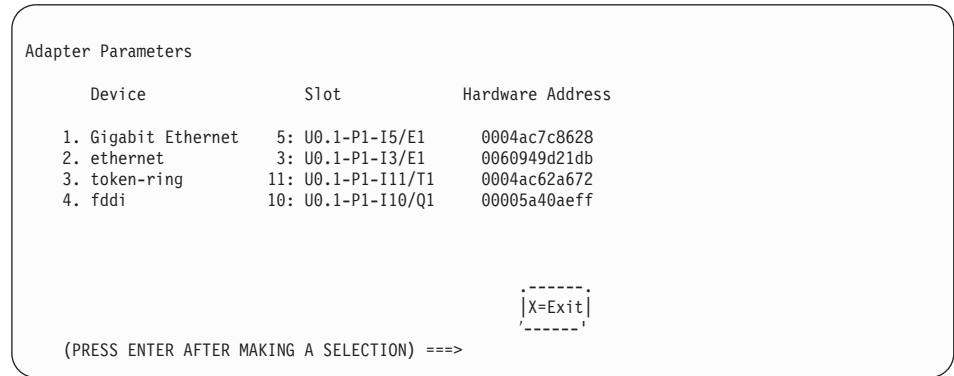 Adapter Parameters
Device Slot Hardware Address
1. Gigabit Ethernet 5: U0.1-P1-I5/E1 0004ac7c8628
2. ethernet 3: U0.1-P1-I3/E1 0060949d21db
3. token-ring 11: U0.1-P1-I11/T1 0004ac62a672
4. fddi 10: U0.1-P1-I10/Q1 00005a40aeff
.------.
|X=Exit|
'------'
(PRESS ENTER AFTER MAKING A SELECTION) ===>